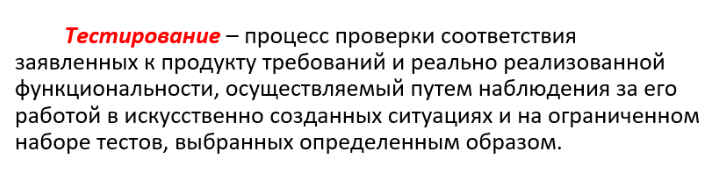 Тестирование – процесс проверки соответствия
заявленных к продукту требований и реально реализованной
функциональности, осуществляемый путем наблюдения за его
работой в искусственно созданных ситуациях и на ограниченном
наборе тестов, выбранных определенным образом.